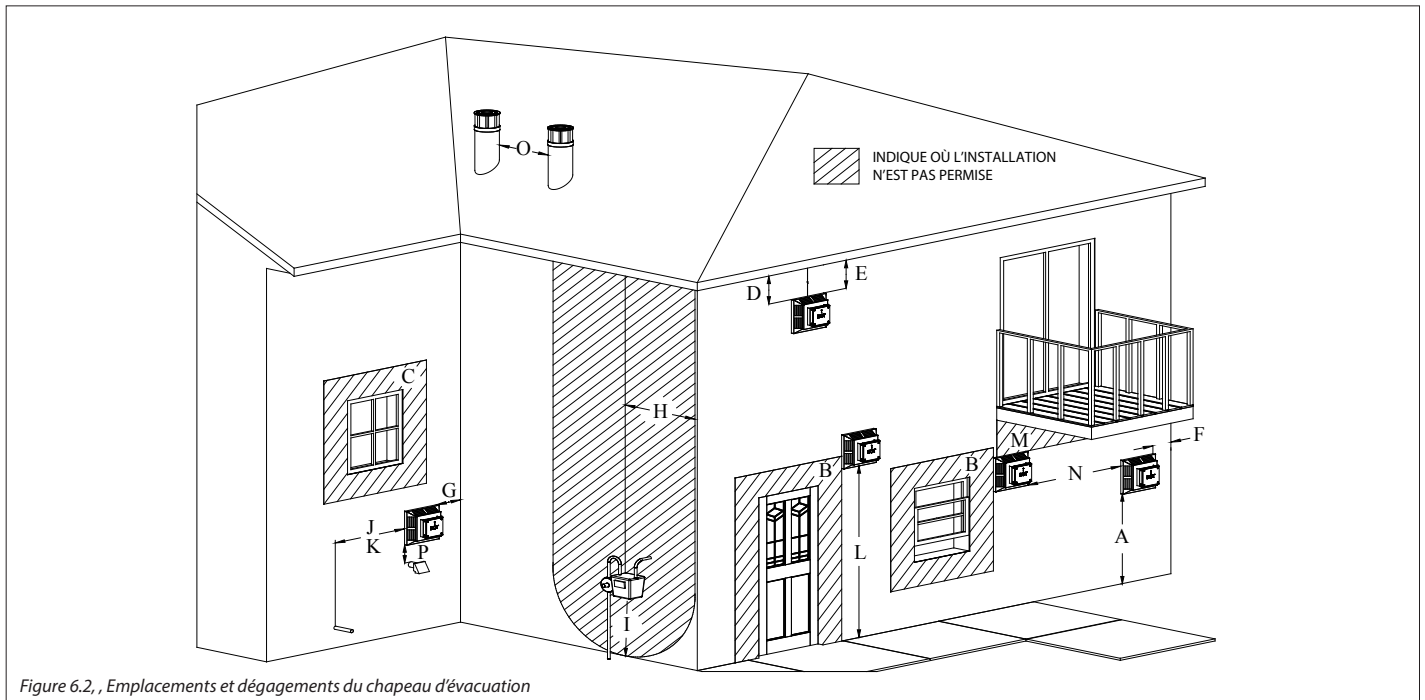 O
INDIQUE OÙ L'INSTALLATION
N'EST PAS PERMISE
D
E
C
H
M
F
B
B
N
G
J
K
P
L
A
I
Figure 6.2, , Emplacements et dégagements du chapeau d'évacuation